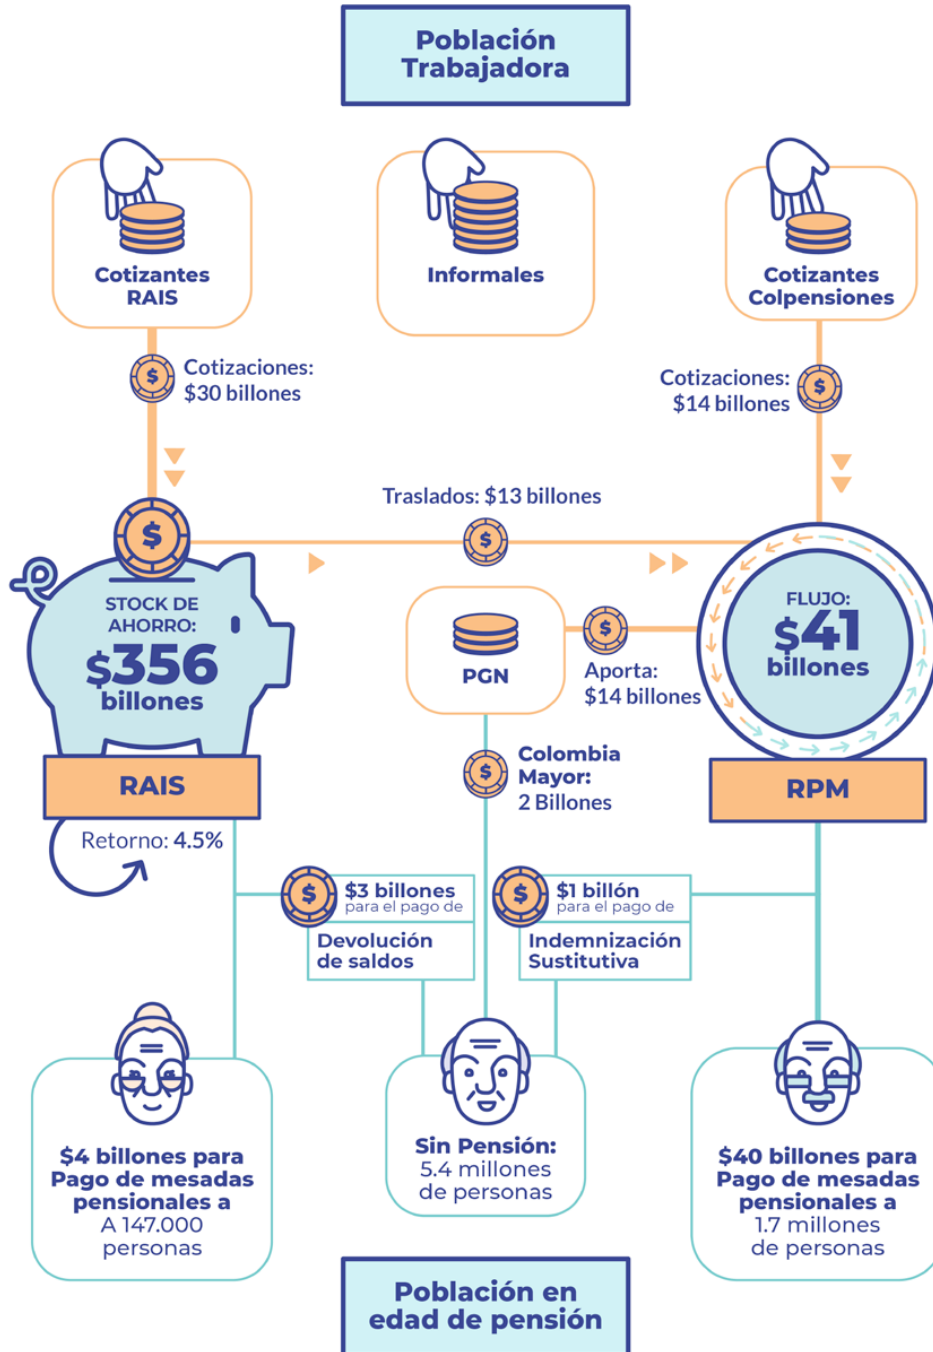 Población
Trabajadora
Cotizantes
RAIS
Informales
Cotizantes
Colpensiones
$
Cotizaciones:
$30 billones
Cotizaciones:
$14 billones
$
Traslados: $13 billones
$
$
STOCK DE
AHORRO:
$356
billones
RAIS
Retorno: 4.5%
PGN
$
Aporta:
$14 billones
FLUJO:
$41
billones
RPM
$
Colombia
Mayor:
2 Billones
$
$3 billones
para el pago de
Devolución
de saldos
$
$1 billón
para el pago de
Indemnización
Sustitutiva
$4 billones para
Pago de mesadas
pensionales a
A 147.000
personas
Sin Pensión:
5.4 millones
de personas
$40 billones para
Pago de mesadas
pensionales a
1.7 millones
de personas
Población en
edad de pensión